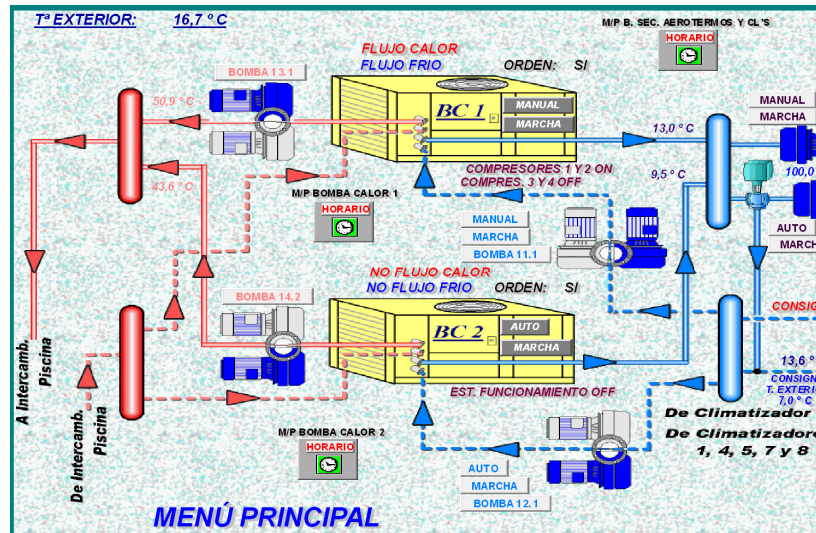 Tª EXTERIOR: 16,7 º C
M/P B. SEC. AEROTERMOS Y CL'S
HORARIO
FLUJO CALOR
FLUJO FRIO
ORDEN: SI
BOMBA 13.1
BC 1
MANUAL
MARCHA
50,9 º C
13,0 º C
MANUAL
MARCHA
100,0
COMPRESORES 1 Y 2 ON
COMPRES. 3 Y 4 OFF
9,5º C
43,6 º C
M/P BOMBA CALOR 1
HORARIO
MANUAL
MARCHA
BOMBA 11.1
AUTO
MARCH
NO FLUJO CALOR
NO FLUJO FRIO
ORDEN: SI
BOMBA 14.2
BC 2
AUTO
MARCHA
CONSIG
A Intercamb.
Piscina
13,6 º
CONSIGN
T. EXTERI
7,0 º C
EST. FUNCIONAMIENTO OFF
De Intercamb.
Piscina
De Climatizador
De Climatizadore
1, 4, 5, 7 y 8
M/P BOMBA CALOR 2
HORARIO
AUTO
MARCHA
BOMBA 12.1
MENÚ PRINCIPAL